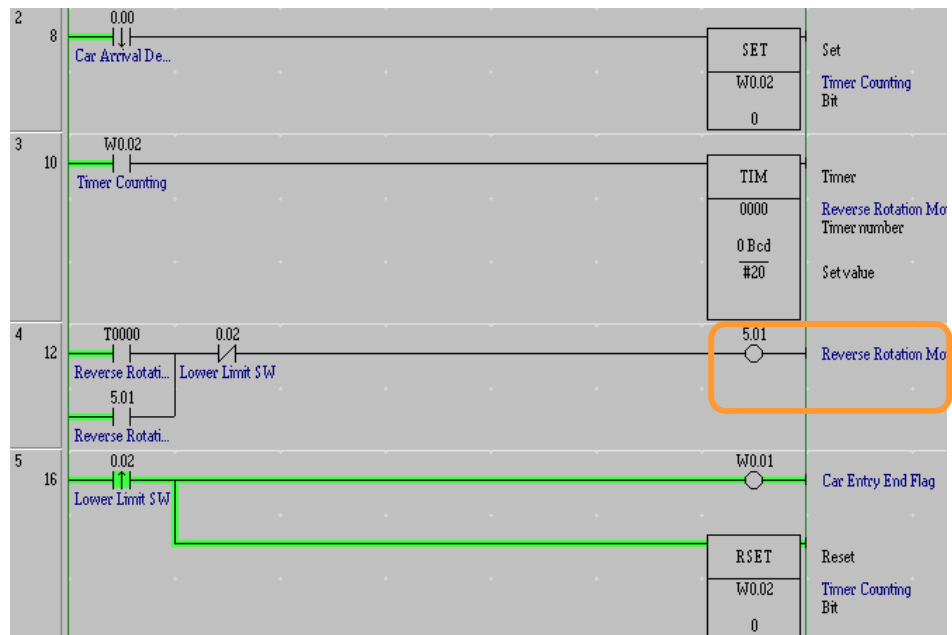 2
0.00
8
Car Arrival De...
SET
Set
W0.02
Timer Counting
Bit
0
3
W0.02
10
Timer Counting
TIM
Timer
0000
Reverse Rotation Mo
Timer number
0 Bcd
#20
Set value
4
T0000
0.02
5.01
12
Reverse Rotati...
Lower Limit SW
Reverse Rotation Mo
5.01
Reverse Rotati...
5
0.02
W0.01
16
Lower Limit SW
Car Entry End Flag
RSET
Reset
W0.02
Timer Counting
Bit
0